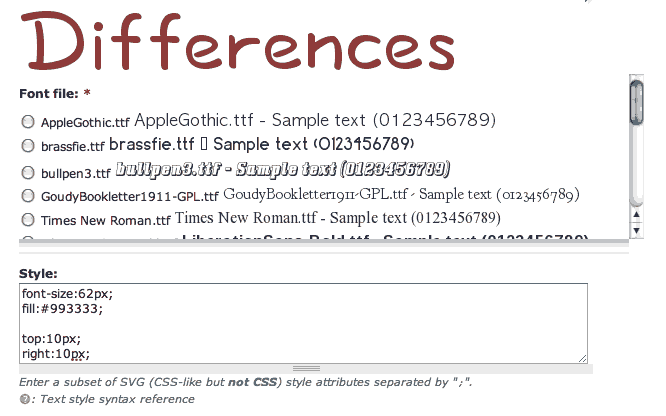 Differences
Font file: *
AppleGothic.ttf AppleGothic.ttf - Sample text (0123456789)
brassfie.ttf brassfie.ttf ▯ Sample text (0123456789)
bullpen3.ttf bullpen3.ttf - Sample text (0123456789)
GoudyBookletter1911-GPL.ttf GoudyBookletter1911-GPL.ttf - Sample text (0123456789)
Times New Roman.ttf Times New Roman.ttf - Sample text (0123456789)
LiberationSans-Bold.ttf - Sample text (0123456789)
Style:
font-size:62px;
fill:#993333;
top:10px;
right:10px;
Enter a subset of SVG (CSS-like but not CSS) style attributes separated by ";".
?: Text style syntax reference